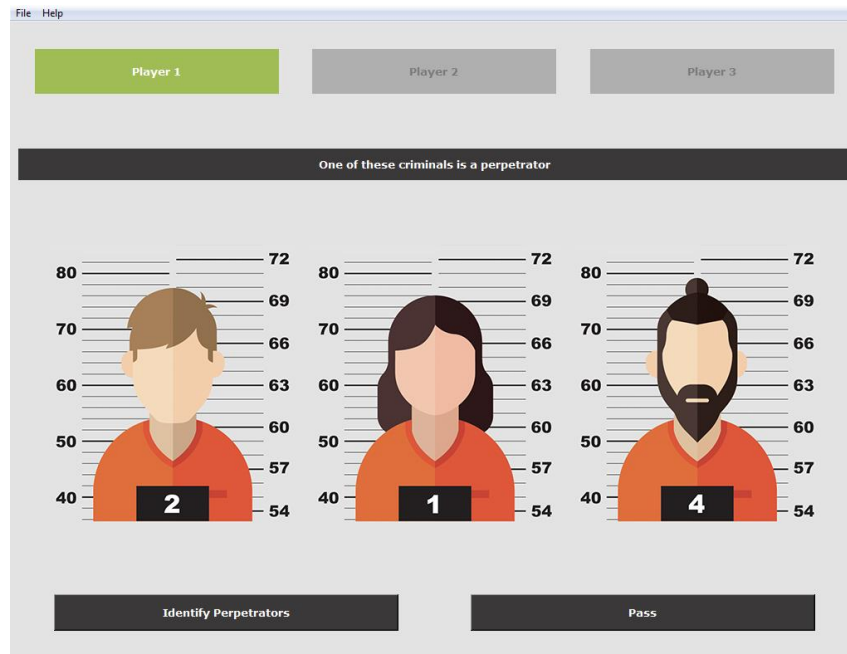 File Help
Player 1 Player 2 Player 3
One of these criminals is a perpetrator
72 72 72
80 80 80
69 69 69
70 70 70
66 66 66
60 63 60 63 60 63
60 60 60
50 50 50
57 57 57
40 40 40
54 54 54
2 1 4
Identify Perpetrators Pass